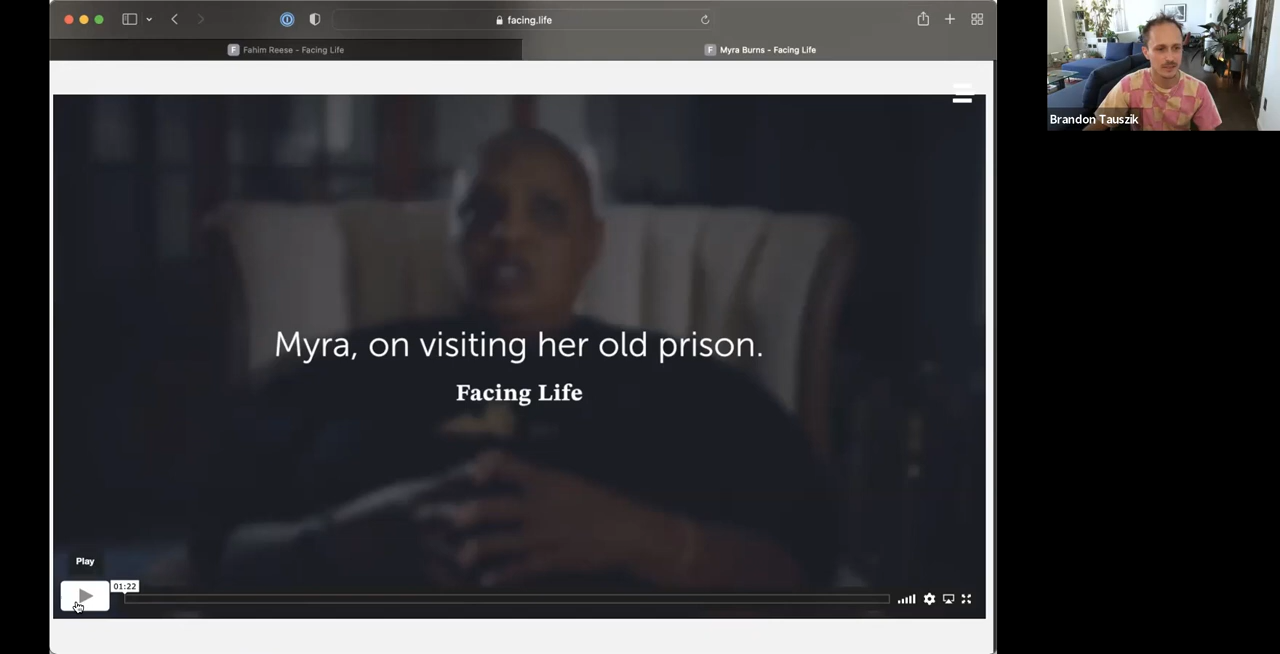 facing.life
F Fahim Reese - Facing Life
F Myra Burns - Facing Life
Brandon Tauszik
Myra, on visiting her old prison.
Facing Life
Play
01:22